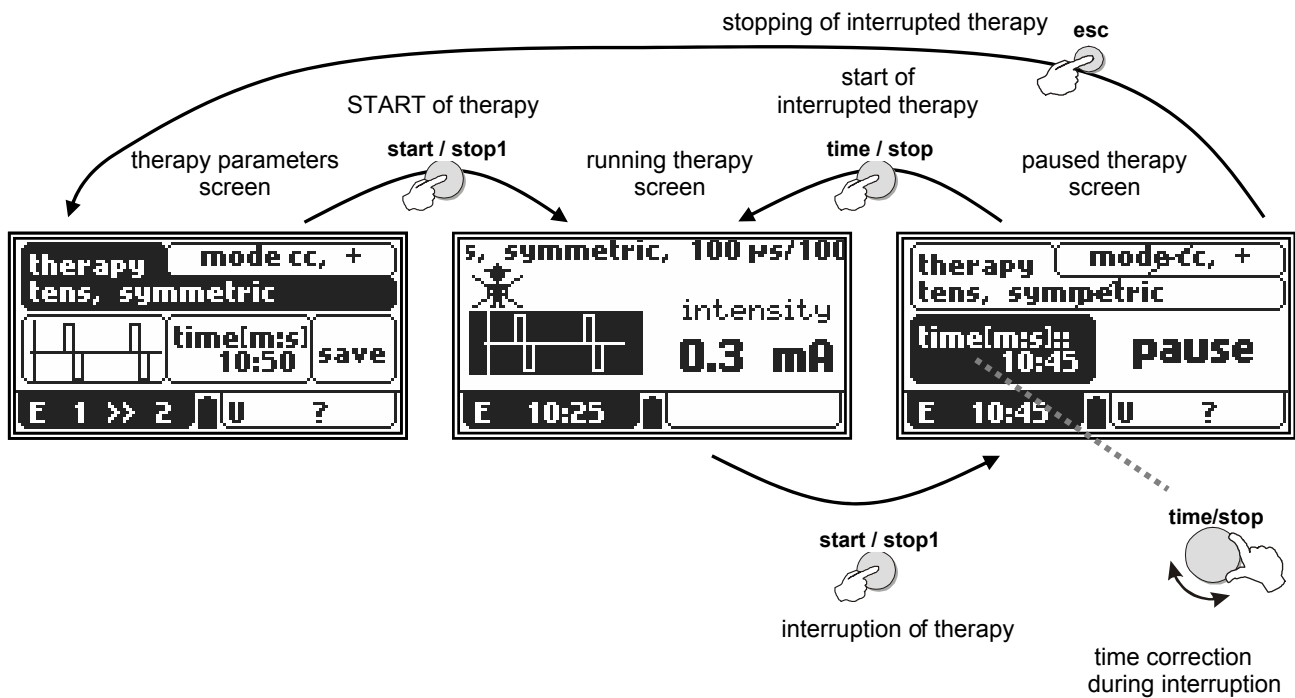 stopping of interrupted therapy
esc
START of therapy
start of
interrupted therapy
therapy parameters
screen
start / stop1
running therapy
screen
time / stop
paused therapy
screen
therapy
mode cc, +
tens, symmetric
time[m:s]
10:50
save
E 1 >> 2
U ?
s, symmetric, 100 µs/100
intensity
0.3 mA
E 10:25
therapy
mode cc, +
tens, symmetric
time[m:s]::
10:45
pause
E 10:45
U ?
start / stop1
interruption of therapy
time/stop
time correction
during interruption